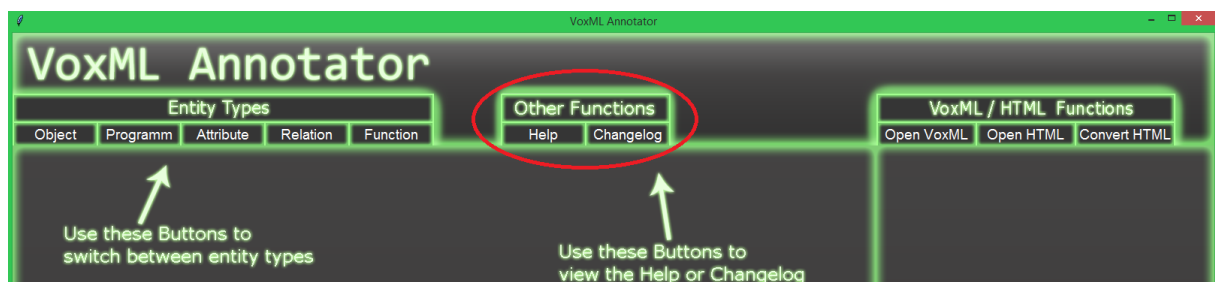 VoxML Annotator
VoxML Annotator
Entity Types
Other Functions
VoxML / HTML Functions
Object Programm Attribute Relation Function
Help Changelog
Open VoxML Open HTML Convert HTML
Use these Buttons to
switch between entity types
Use these Buttons to
view the Help or Changelog